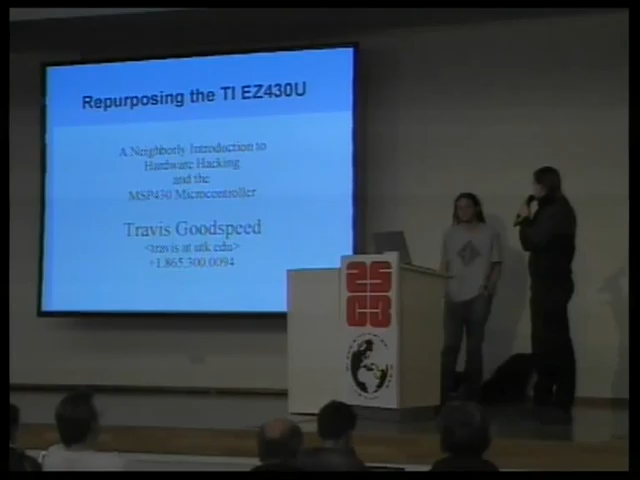 Repurposing the TI EZ430U
A Neighborly Introduction to
Hardware Hacking
and the
MSP430 Microcontroller
Travis Goodspeed
<travis at utk.edu>
+1.865.300.0094
25
C3